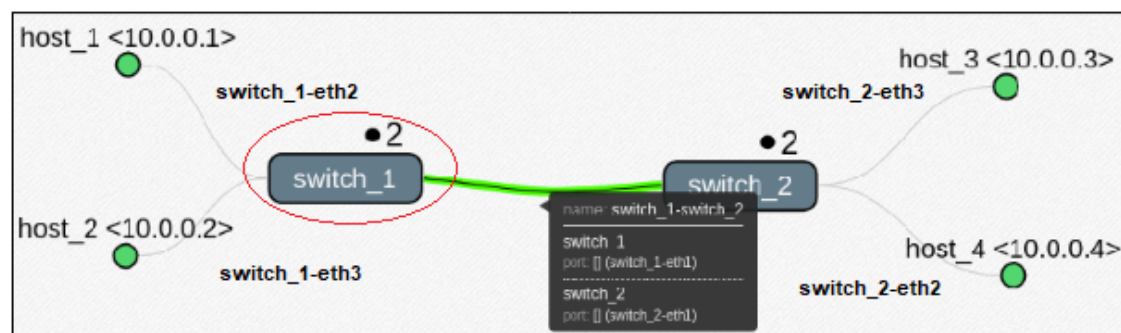 host_1 <10.0.0.1>
switch_1-eth2
2
switch_1
host_2 <10.0.0.2>
switch_1-eth3
host_3 <10.0.0.3>
switch_2-eth3
2
switch_2
name: switch_1-switch_2
switch_1
port: [] (switch_1-eth1)
switch_2
port: [] (switch_2-eth1)
host_4 <10.0.0.4>
switch_2-eth2